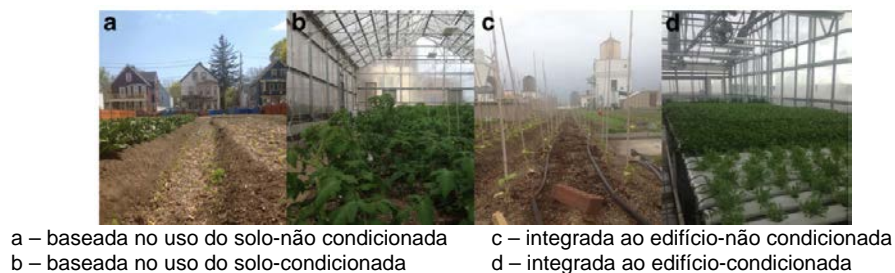 a b c d
a – baseada no uso do solo-não condicionada c – integrada ao edifício-não condicionada
b – baseada no uso do solo-condicionada d – integrada ao edifício-condicionada